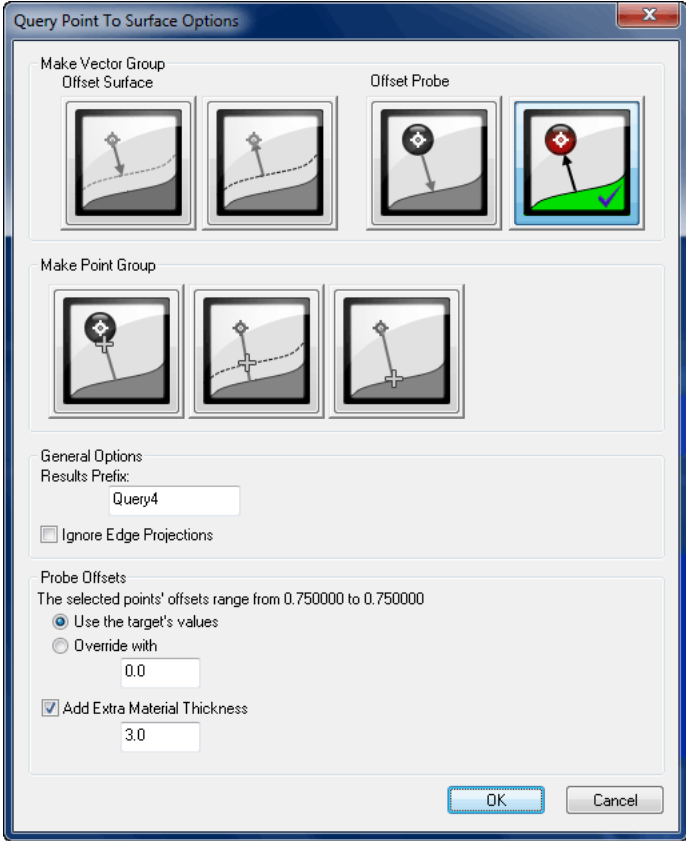 Query Point To Surface Options
Make Vector Group
Offset Surface
Offset Probe
Make Point Group
General Options
Results Prefix:
Query4
Ignore Edge Projections
Probe Offsets
The selected points' offsets range from 0.750000 to 0.750000
Use the target's values
Override with
0.0
Add Extra Material Thickness
3.0
OK
Cancel